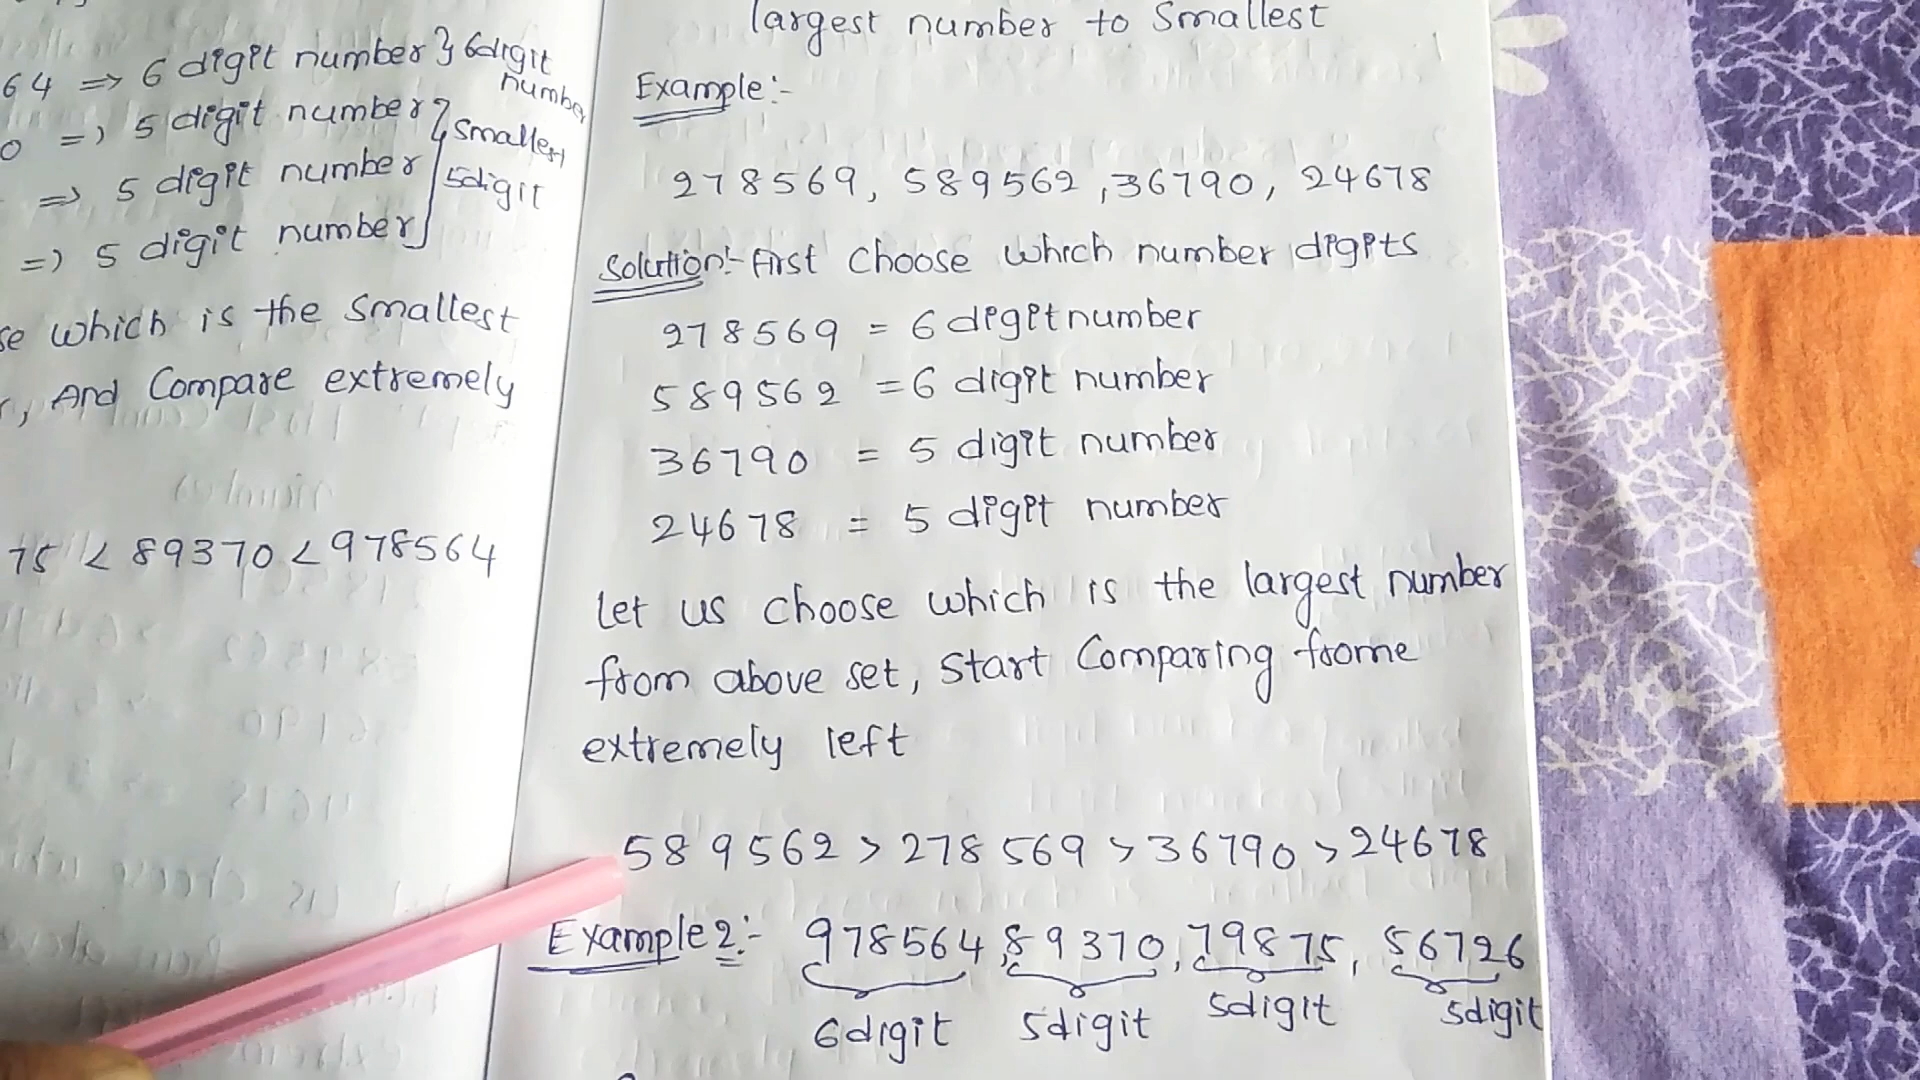 64 => 6 digit number } 6digit number
0 => 5 digit number } Smallest
=> 5 digit number 5digit
=> 5 digit number
se which is the smallest
r, And Compare extremely
75 < 89370 < 978564
largest number to Smallest
Example:-
278569, 589562, 36790, 24678
Solution:- First choose which number digits
278569 = 6 digit number
589562 = 6 digit number
36790 = 5 digit number
24678 = 5 digit number
Let us choose which is the largest number
from above set, Start Comparing frome
extremely left
589562 > 278569 > 36790 > 24678
Example 2:- 978564, 89370, 79875, 56726
6digit 5digit 5digit 5digit